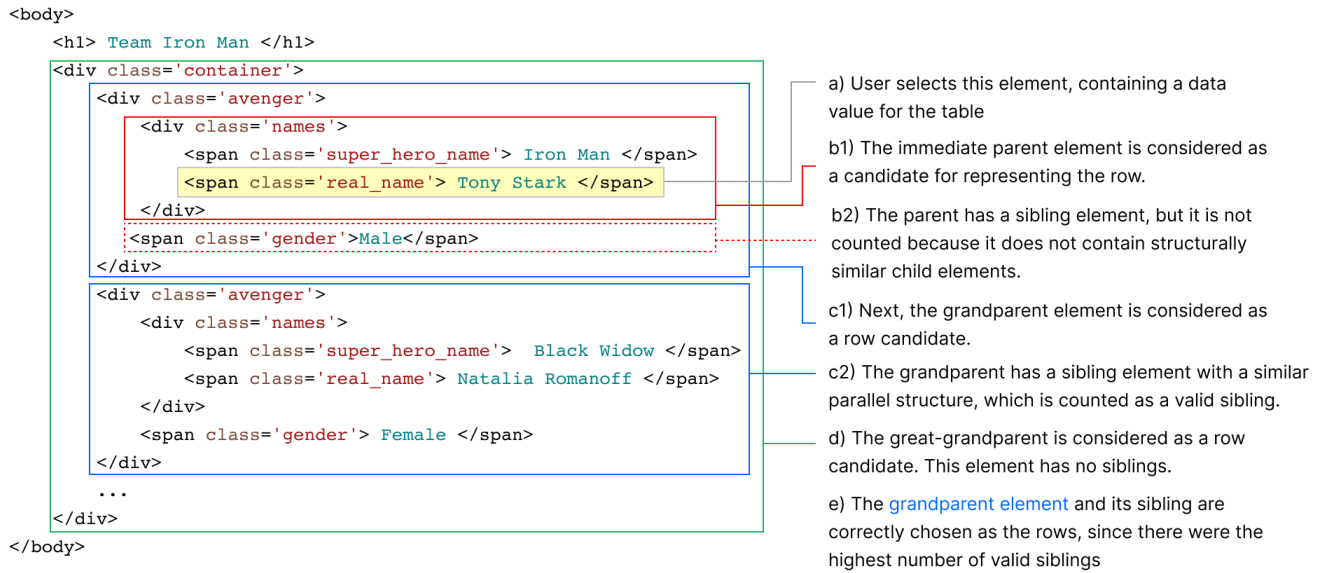 <body>
<h1> Team Iron Man </h1>
<div class='container'>
<div class='avenger'>
<div class='names'>
<span class='super_hero_name'> Iron Man </span>
<span class='real_name'> Tony Stark </span>
</div>
<span class='gender'>Male</span>
</div>
<div class='avenger'>
<div class='names'>
<span class='super_hero_name'> Black Widow </span>
<span class='real_name'> Natalia Romanoff </span>
</div>
<span class='gender'> Female </span>
</div>
...
</div>
</body>
a) User selects this element, containing a data
value for the table
b1) The immediate parent element is considered as
a candidate for representing the row.
b2) The parent has a sibling element, but it is not
counted because it does not contain structurally
similar child elements.
c1) Next, the grandparent element is considered as
a row candidate.
c2) The grandparent has a sibling element with a similar
parallel structure, which is counted as a valid sibling.
d) The great-grandparent is considered as a row
candidate. This element has no siblings.
e) The grandparent element and its sibling are
correctly chosen as the rows, since there were the
highest number of valid siblings